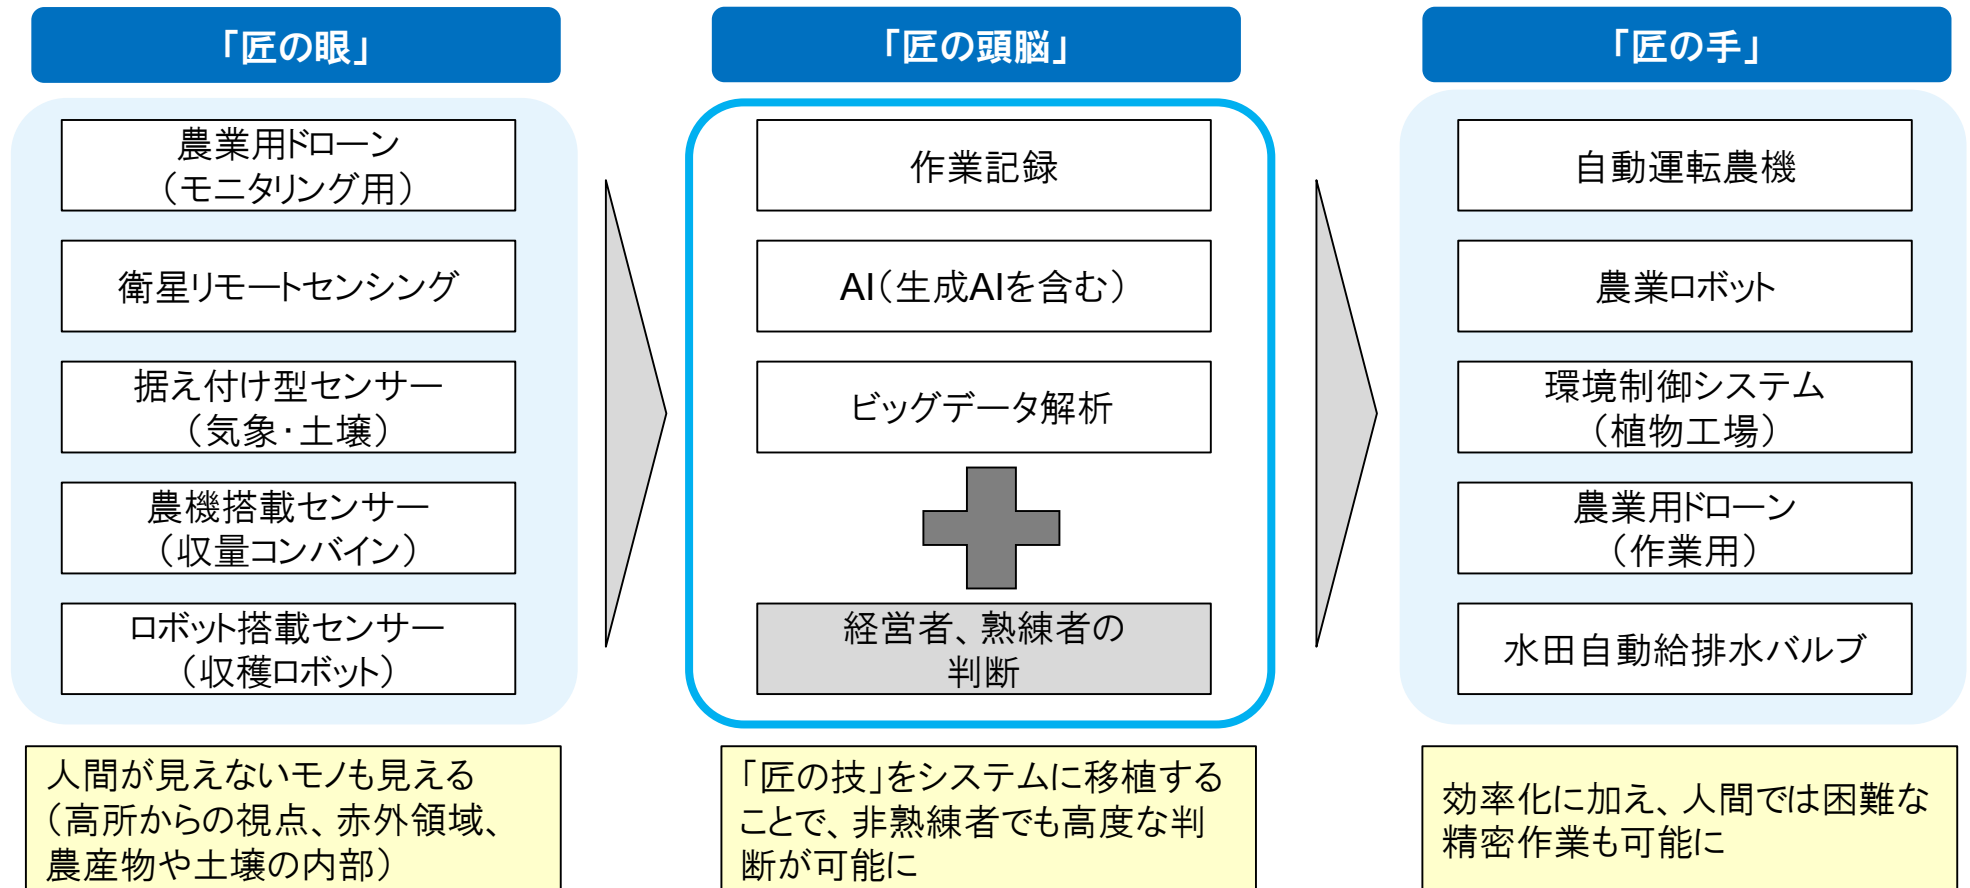 「匠の眼」
農業用ドローン
（モニタリング用）
衛星リモートセンシング
据え付け型センサー
（気象・土壌）
農機搭載センサー
（収量コンバイン）
ロボット搭載センサー
（収穫ロボット）
人間が見えないモノも見える
（高所からの視点、赤外領域、
農産物や土壌の内部）
「匠の頭脳」
作業記録
AI（生成AIを含む）
ビッグデータ解析
経営者、熟練者の
判断
「匠の技」をシステムに移植する
ことで、非熟練者でも高度な判
断が可能に
「匠の手」
自動運転農機
農業ロボット
環境制御システム
（植物工場）
農業用ドローン
（作業用）
水田自動給排水バルブ
効率化に加え、人間では困難な
精密作業も可能に